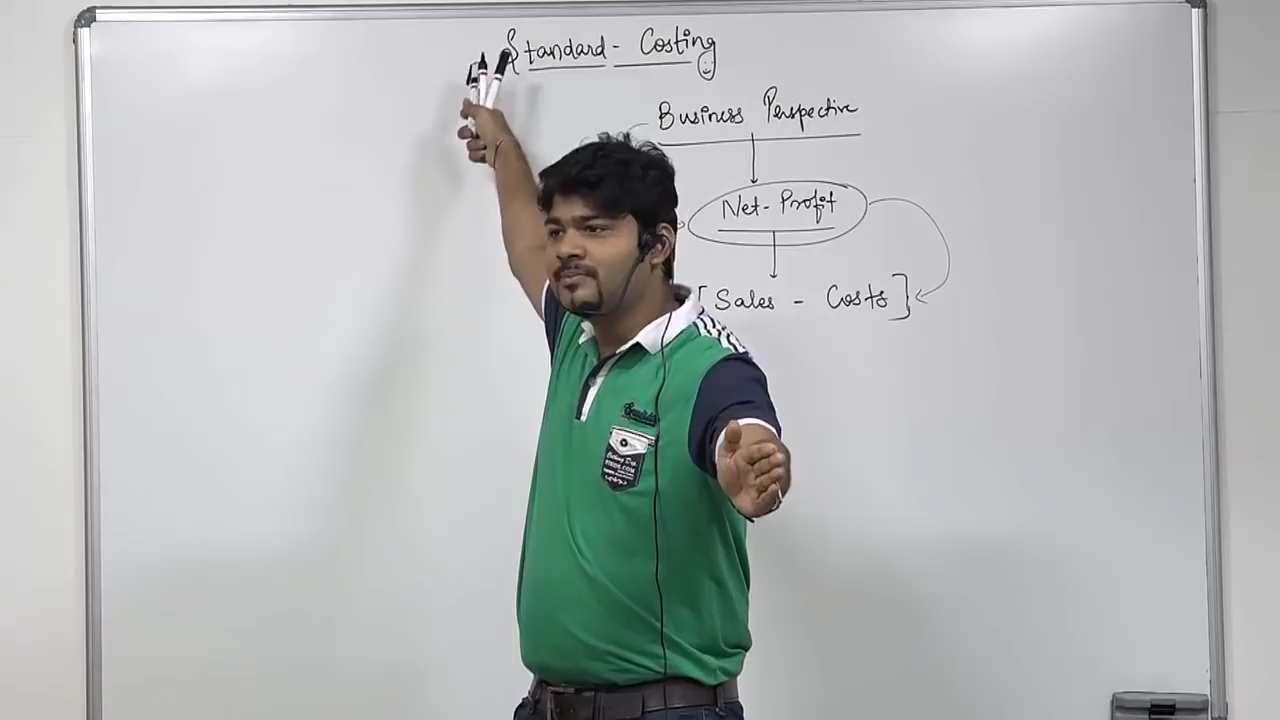 Standard - Costing
Business Perspective
Net - Profit
[Sales - Costs]